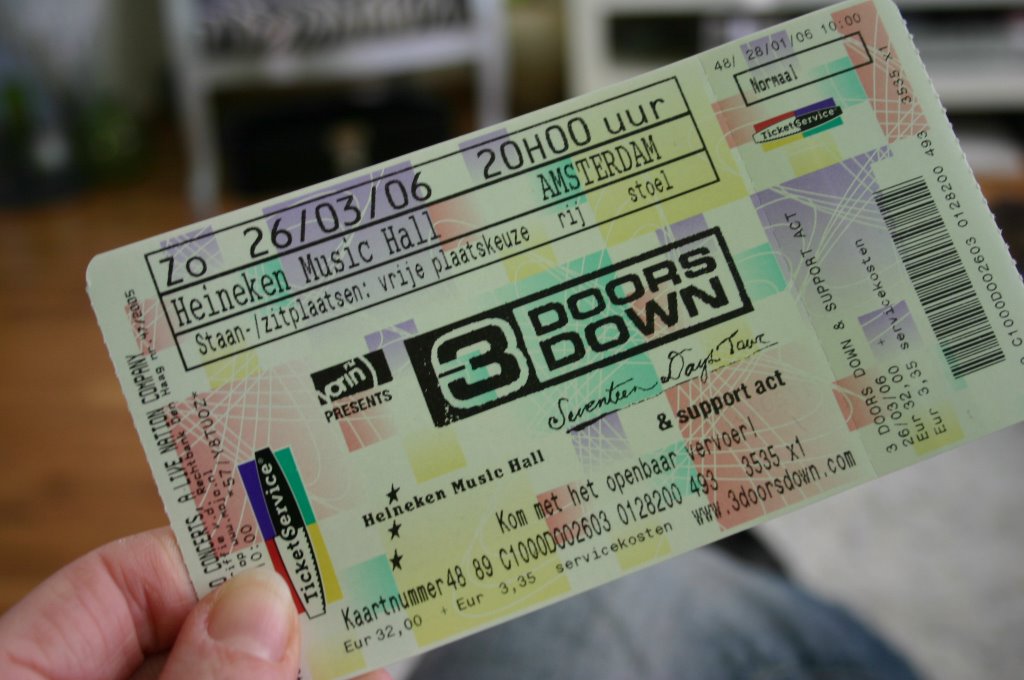 Zo 26/03/06 20H00 uur
Heineken Music Hall AMSTERDAM
Staan-/zitplaatsen: vrije plaatskeuze rij stoel
PRESENTS
3 DOORS DOWN
Seventeen Days Tour
& support act
Heineken Music Hall
Kom met het openbaar vervoer!
Kaartnummer 48 89 C1000D002603 0128200 493 3535 x1
Eur 32,00 + Eur 3,35 servicekosten www.3doorsdown.com
TicketService
CONCERTS, A LIVE NATION COMPANY
10:00
48/ 28/01/06 10:00
Normaal
TicketService
3535 X1
C1000D002603 0128200 493
3 DOORS DOWN & SUPPORT ACT
26/03/06
Eur 32,00 +
Eur 3,35 servicekosten